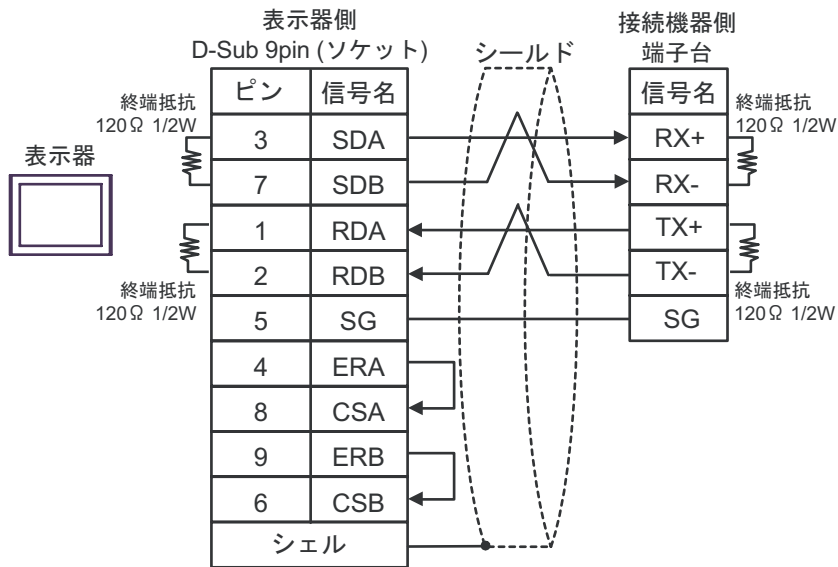 表示器側
D-Sub 9pin (ソケット)
シールド
接続機器側
端子台
ピン 信号名
信号名
終端抵抗
120Ω 1/2W
終端抵抗
120Ω 1/2W
表示器
3 SDA
RX+
7 SDB
RX-
1 RDA
TX+
2 RDB
TX-
終端抵抗
120Ω 1/2W
終端抵抗
120Ω 1/2W
5 SG
SG
4 ERA
8 CSA
9 ERB
6 CSB
シェル